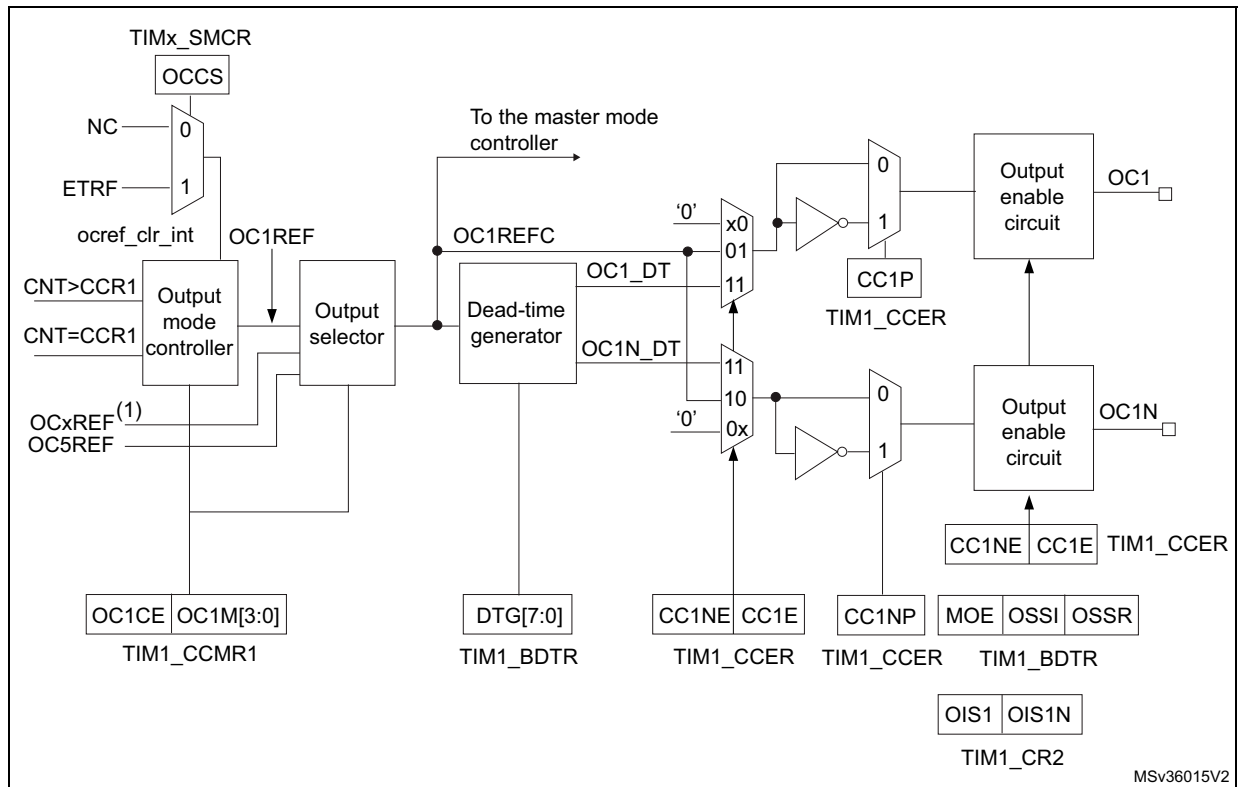 TIMx_SMCR
OCCS
NC
0
ETRF
1
ocref_clr_int
To the master mode
controller
OC1REF
OC1REFC
CNT>CCR1
CNT=CCR1
Output
mode
controller
Output
selector
Dead-time
generator
OC1_DT
OC1N_DT
OCxREF(1)
OC5REF
'0'
x0
01
11
11
10
'0'
0x
0
1
CC1P
TIM1_CCER
Output
enable
circuit
OC1
0
1
Output
enable
circuit
OC1N
CC1NE CC1E TIM1_CCER
OC1CE OC1M[3:0]
TIM1_CCMR1
DTG[7:0]
TIM1_BDTR
CC1NE CC1E
TIM1_CCER
CC1NP
TIM1_CCER
MOE OSSI OSSR
TIM1_BDTR
OIS1 OIS1N
TIM1_CR2
MSv36015V2